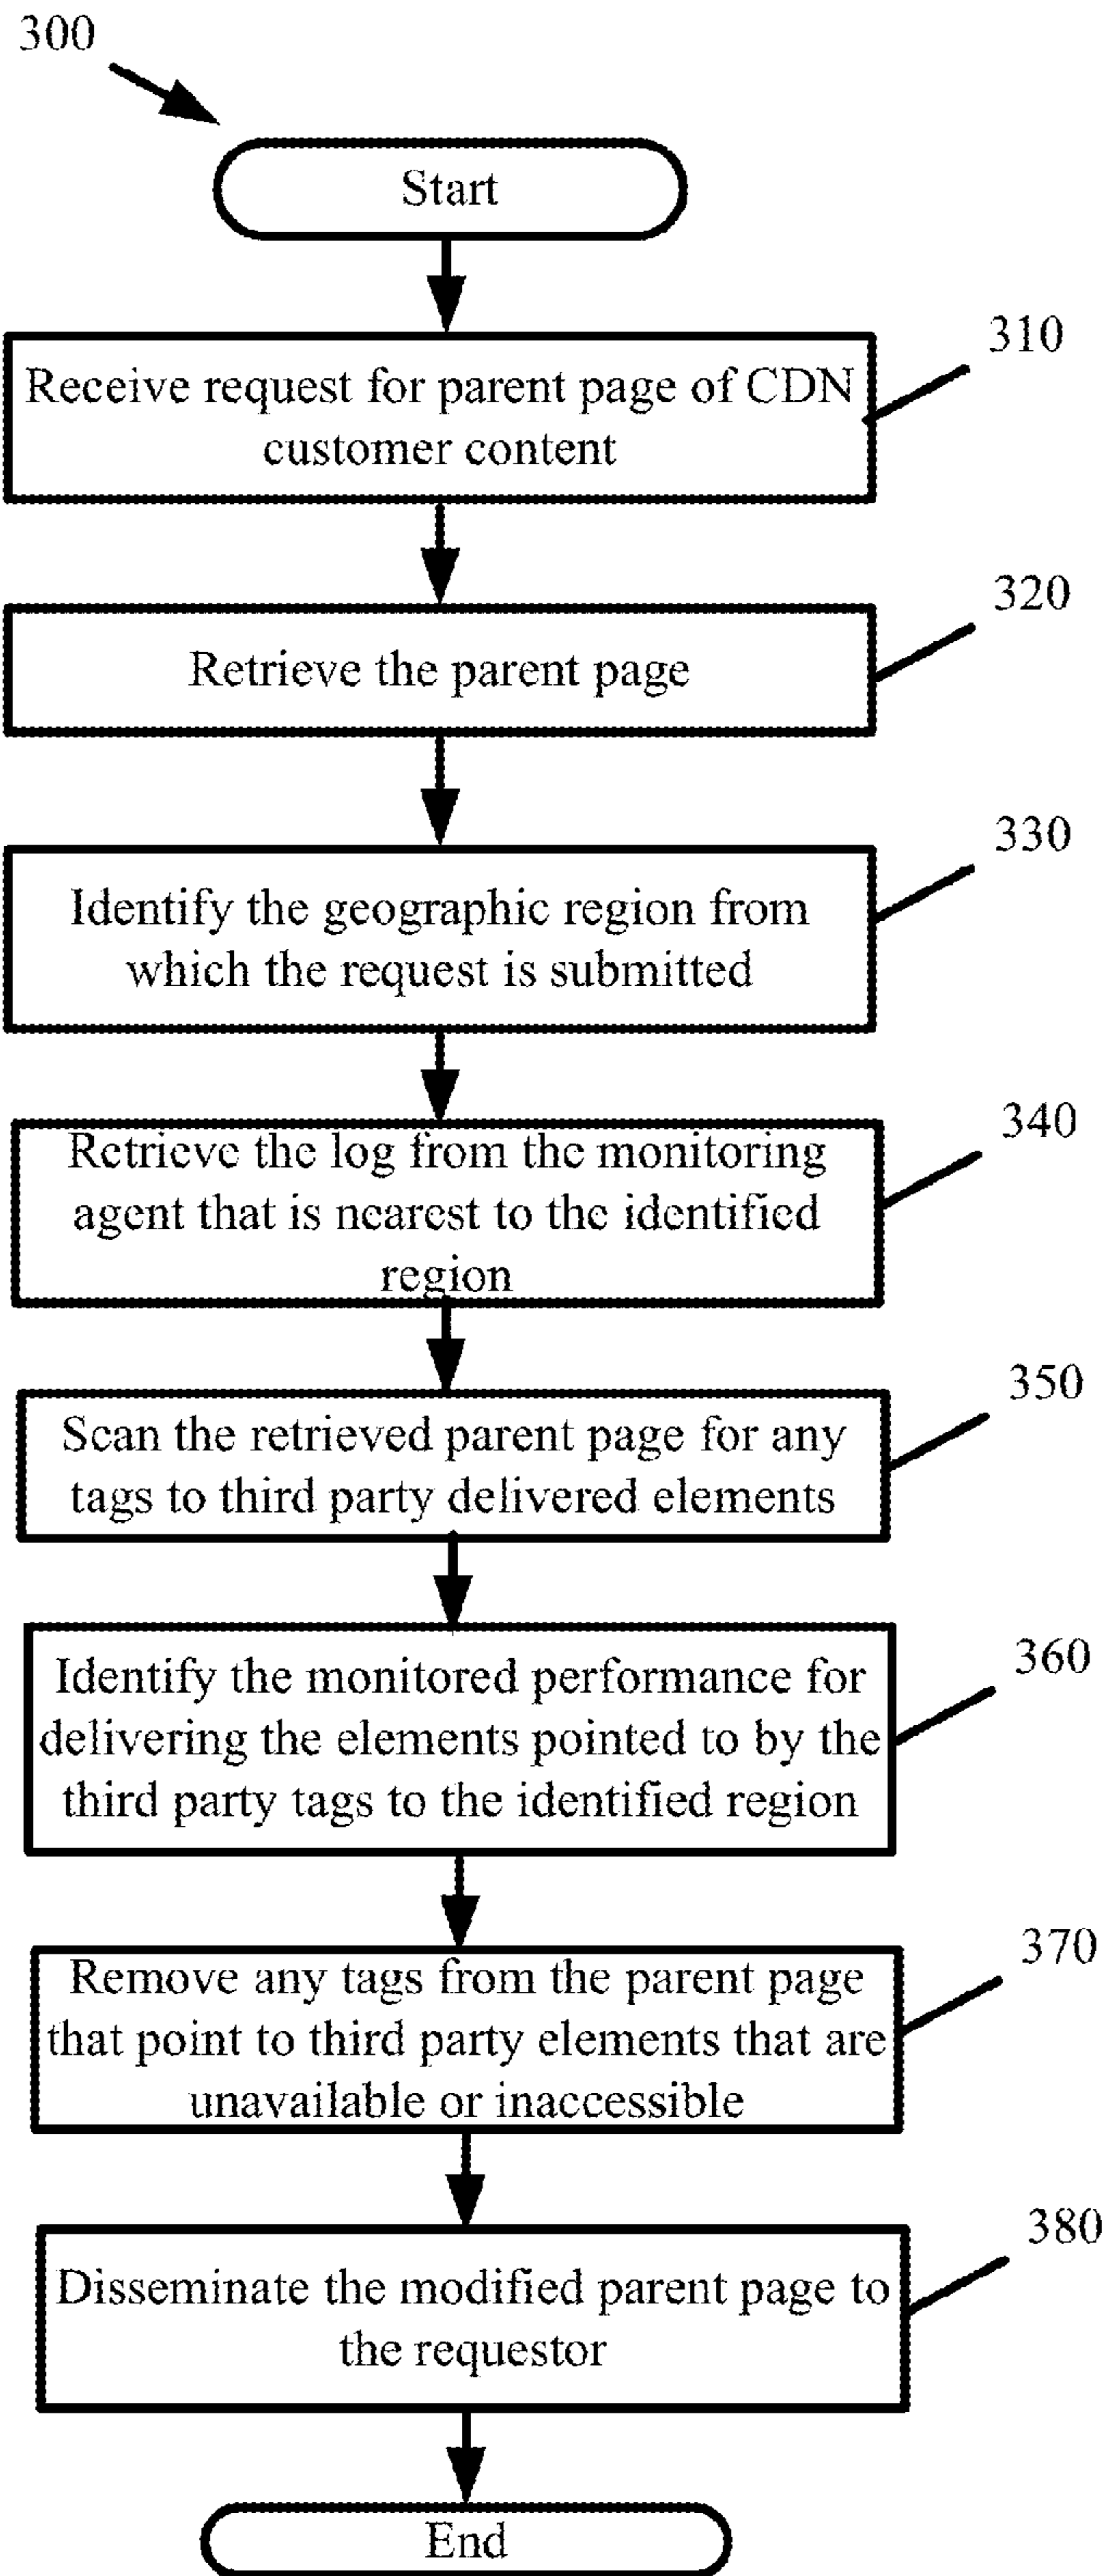 300
Start
310
Receive request for parent page of CDN
customer content
320
Retrieve the parent page
330
Identify the geographic region from
which the request is submitted
340
Retrieve the log from the monitoring
agent that is nearest to the identified
region
350
Scan the retrieved parent page for any
tags to third party delivered elements
360
Identify the monitored performance for
delivering the elements pointed to by the
third party tags to the identified region
370
Remove any tags from the parent page
that point to third party elements that are
unavailable or inaccessible
380
Disseminate the modified parent page to
the requestor
End